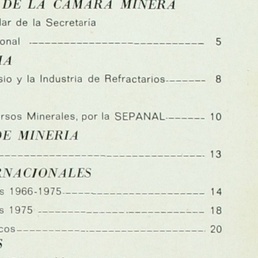 DE LA CAMARA MINERA
lar de la Secretaria
onal 5
IA
sio y la Industria de Refractarios 8
rsos Minerales, por la SEPANAL 10
DE MINERIA
13
RNACIONALES
s 1966-1975 14
s 1975 18
cos 20
S